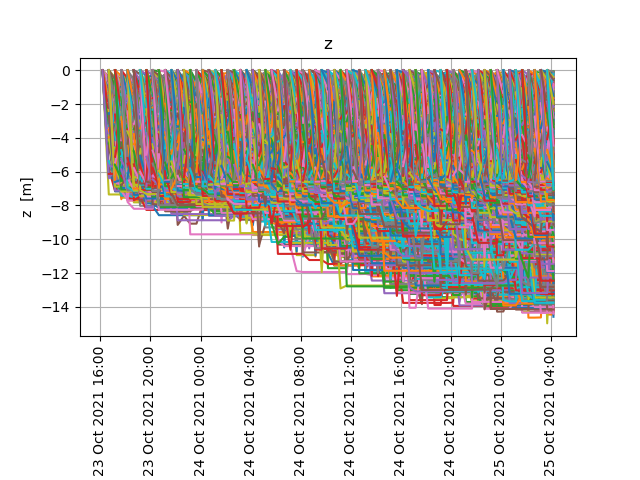 z
0
−2
−4
−6
−8
−10
−12
−14
z [m]
23 Oct 2021 16:00
23 Oct 2021 20:00
24 Oct 2021 00:00
24 Oct 2021 04:00
24 Oct 2021 08:00
24 Oct 2021 12:00
24 Oct 2021 16:00
24 Oct 2021 20:00
25 Oct 2021 00:00
25 Oct 2021 04:00